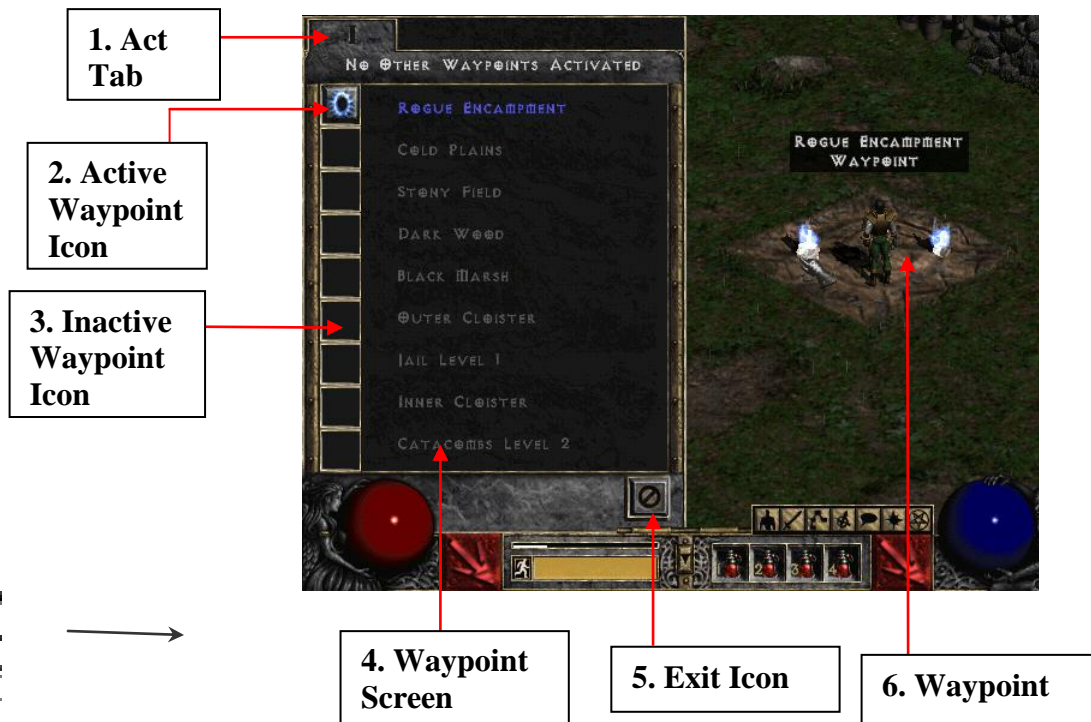 1. Act
Tab
I
NO OTHER WAYPOINTS ACTIVATED
ROGUE ENCAMPMENT
2. Active
Waypoint
Icon
COLD PLAINS
STONY FIELD
DARK WOOD
BLACK MARSH
3. Inactive
Waypoint
Icon
OUTER CLOISTER
JAIL LEVEL 1
INNER CLOISTER
CATACOMBS LEVEL 2
ROGUE ENCAMPMENT
WAYPOINT
2
3
4
4. Waypoint
Screen
5. Exit Icon
6. Waypoint